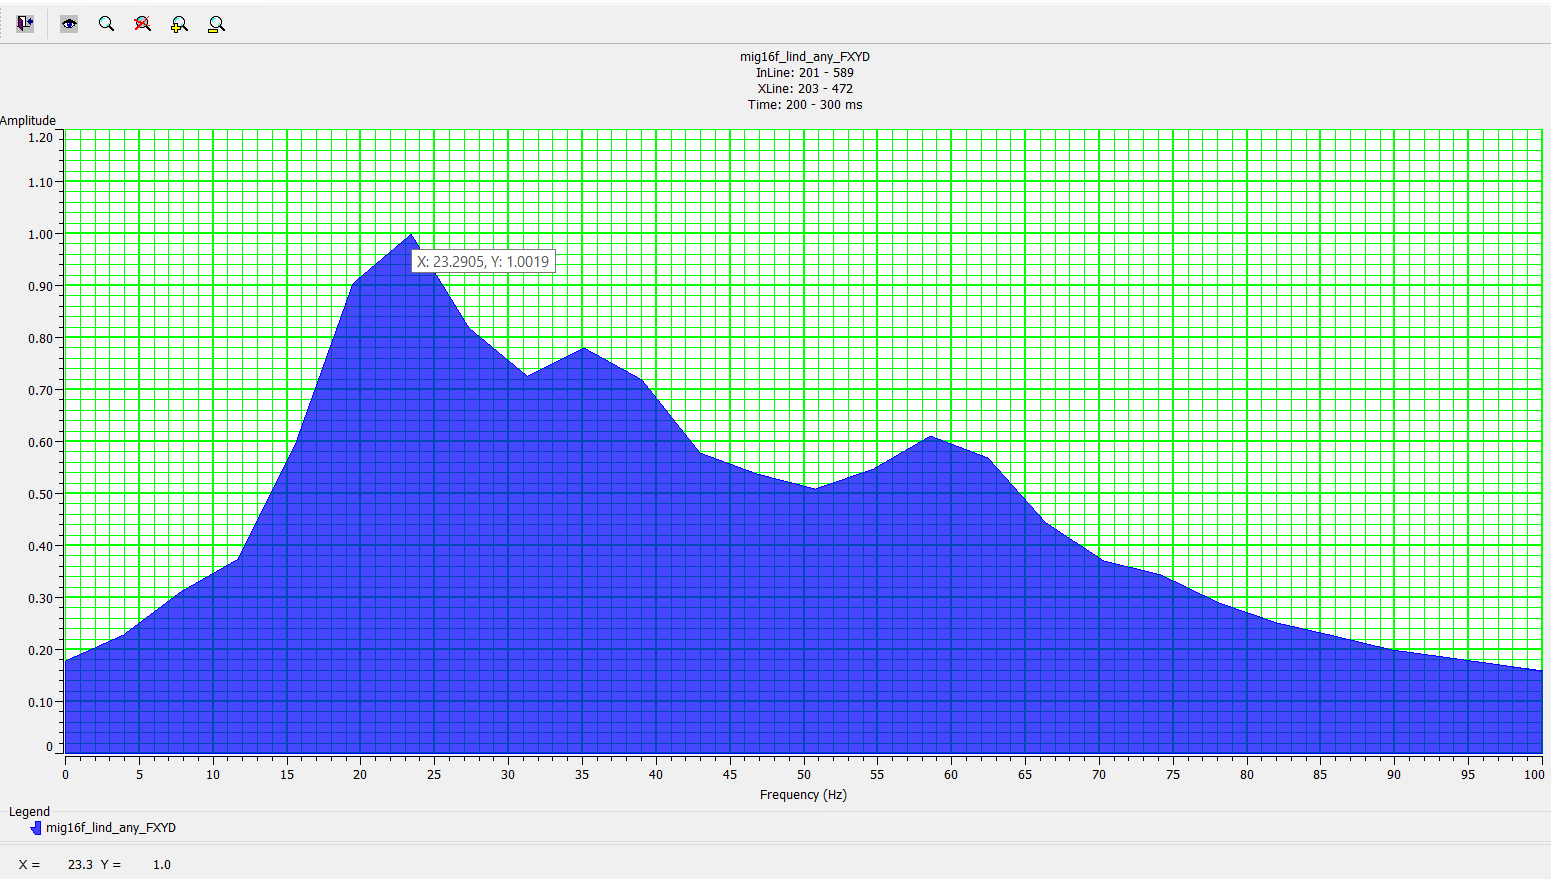 mig16f_lind_any_FXYD
InLine: 201 - 589
XLine: 203 - 472
Time: 200 - 300 ms
Amplitude
1.20
1.10
1.00
0.90
0.80
0.70
0.60
0.50
0.40
0.30
0.20
0.10
0
X: 23.2905, Y: 1.0019
0 5 10 15 20 25 30 35 40 45 50 55 60 65 70 75 80 85 90 95 100
Frequency (Hz)
Legend
mig16f_lind_any_FXYD
X = 23.3 Y = 1.0